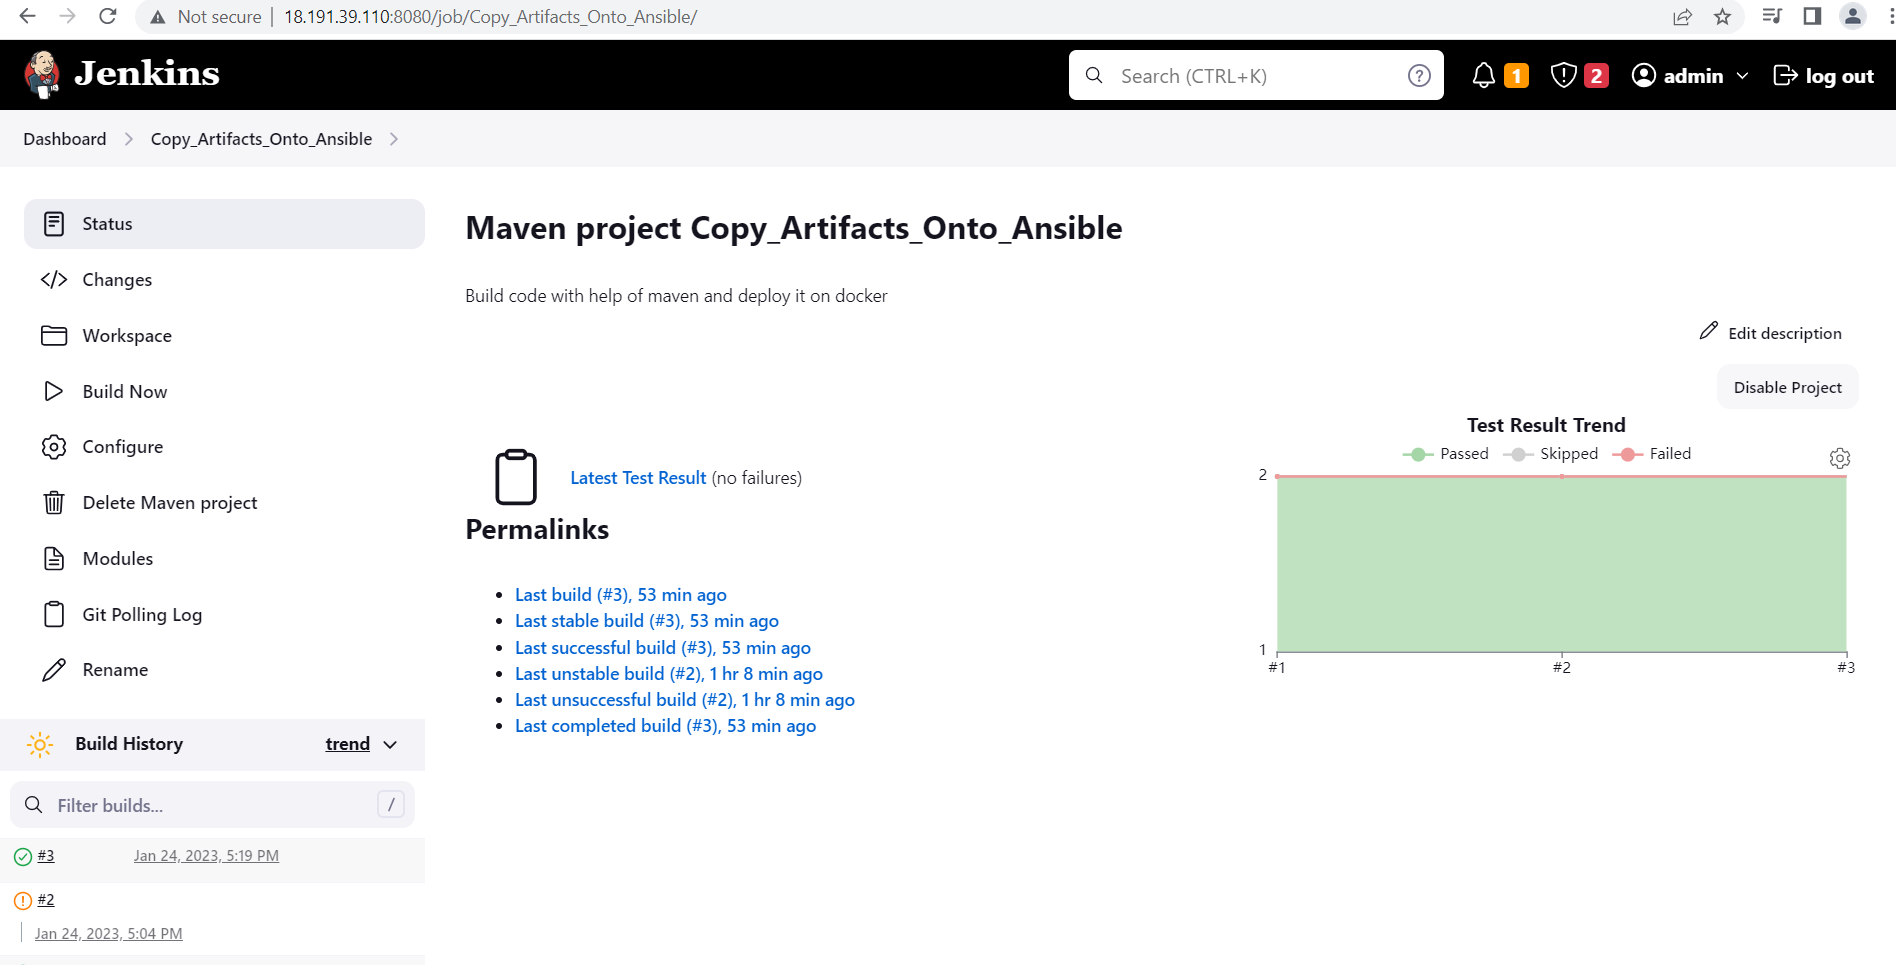 Not secure | 18.191.39.110:8080/job/Copy_Artifacts_Onto_Ansible/
Jenkins
Search (CTRL+K)
?
1
2
admin
log out
Dashboard
Copy_Artifacts_Onto_Ansible
Status
Changes
Workspace
Build Now
Configure
Delete Maven project
Modules
Git Polling Log
Rename
Build History
trend
Filter builds...
/
#3
Jan 24, 2023, 5:19 PM
#2
Jan 24, 2023, 5:04 PM
Maven project Copy_Artifacts_Onto_Ansible
Build code with help of maven and deploy it on docker
Edit description
Disable Project
Latest Test Result (no failures)
Permalinks
Last build (#3), 53 min ago
Last stable build (#3), 53 min ago
Last successful build (#3), 53 min ago
Last unstable build (#2), 1 hr 8 min ago
Last unsuccessful build (#2), 1 hr 8 min ago
Last completed build (#3), 53 min ago
Test Result Trend
Passed Skipped Failed
2
1
#1 #2 #3